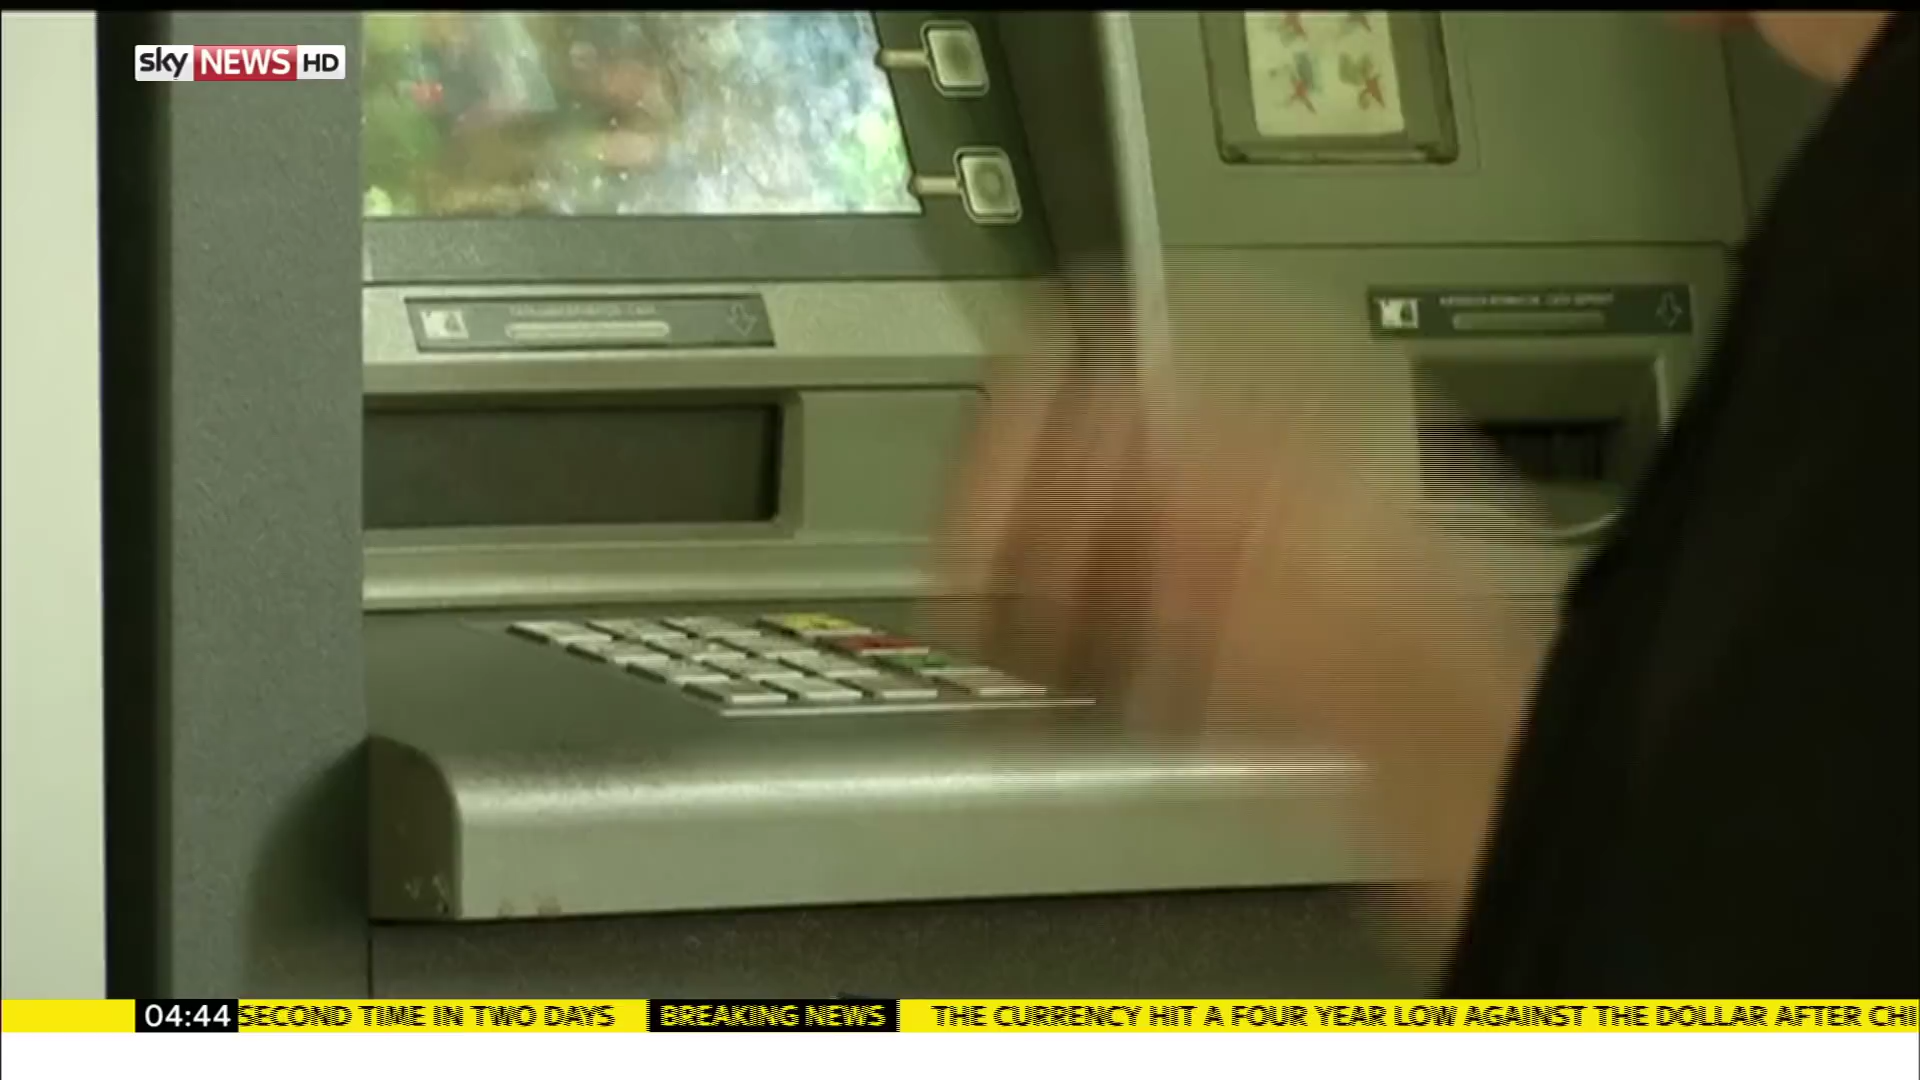 sky NEWS HD
04:44 SECOND TIME IN TWO DAYS BREAKING NEWS THE CURRENCY HIT A FOUR YEAR LOW AGAINST THE DOLLAR AFTER CHI